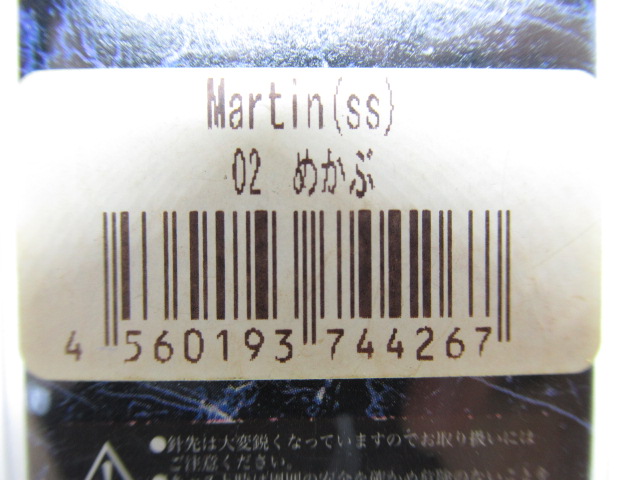 Martin(ss)
02 めかぶ
4 560193 744267
●針先は大変鋭くなっていますのでお取り扱いには
ご注意ください。